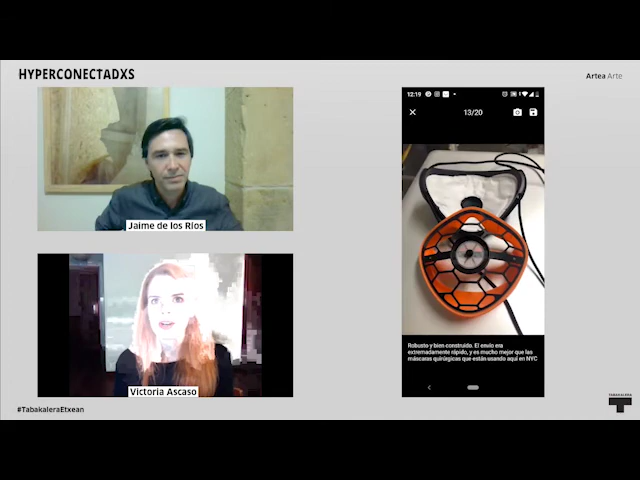 HYPERCONECTADXS
Artea Arte
12:19
13/20
Jaime de los Ríos
Robusto y bien construido. El envío era
extremadamente rápido, y es mucho mejor que las
máscaras quirúrgicas que están usando aquí en NYC
Victoria Ascaso
#TabakaleraEtxean
TABAKALERA